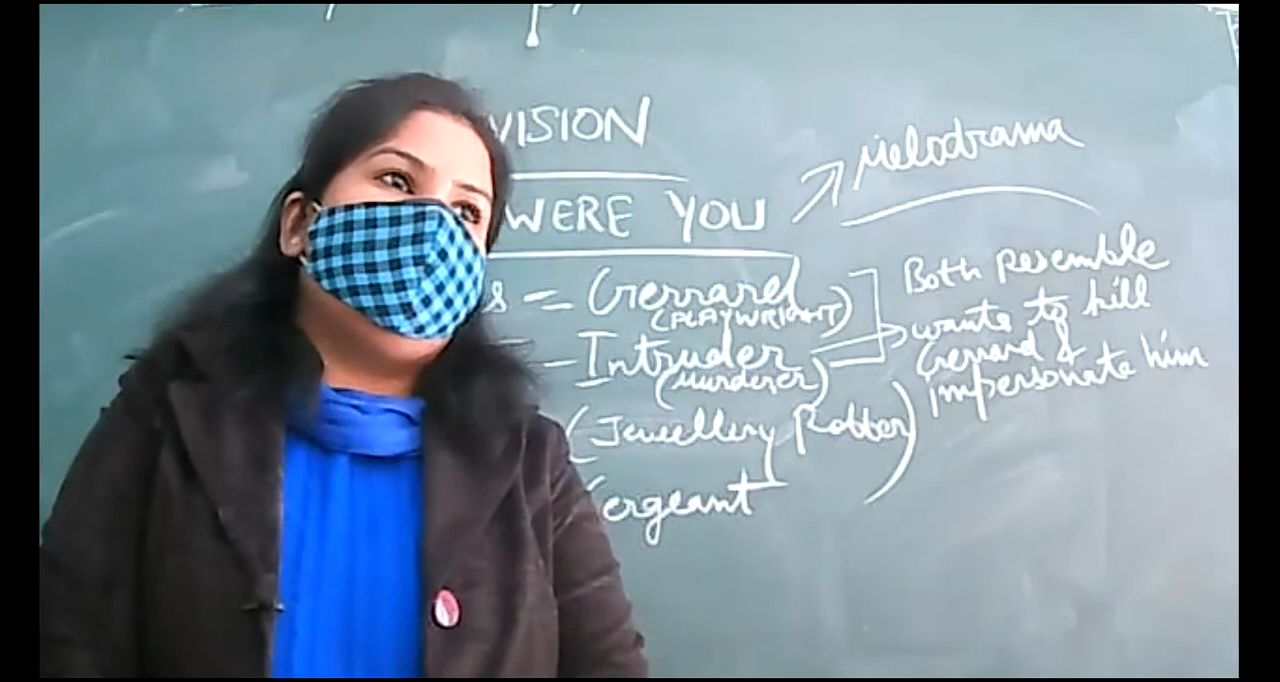 VISION
WERE YOU → Melodrama
s = Gerrard
(PLAYWRIGHT)
- Intruder
(Murderer)
(Jewellery Robber)
ergeant
Both resemble
wants to kill
Gerrard &
impersonate him